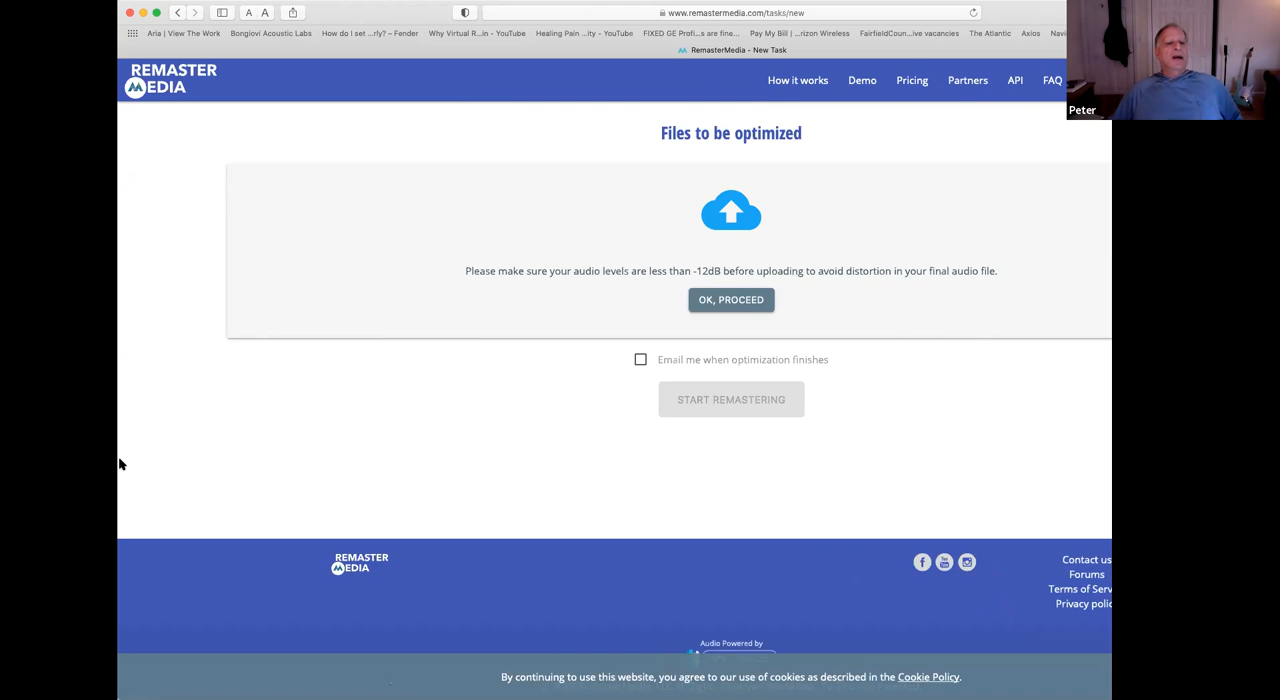 A A
www.remastermedia.com/tasks/new
Aria | View The Work
Bongiovi Acoustic Labs
How do I set ...rly? – Fender
Why Virtual R...in - YouTube
Healing Pain ...ity - YouTube
FIXED GE Profi...s are fine...
Pay My Bill | ...rizon Wireless
FairfieldCoun...ive vacancies
The Atlantic
Axios
Navi
RemasterMedia - New Task
REMASTER
MEDIA
How it works
Demo
Pricing
Partners
API
FAQ
Peter
Files to be optimized
Please make sure your audio levels are less than -12dB before uploading to avoid distortion in your final audio file.
OK, PROCEED
Email me when optimization finishes
START REMASTERING
REMASTER
MEDIA
Contact us
Forums
Terms of Serv
Privacy polic
Audio Powered by
By continuing to use this website, you agree to our use of cookies as described in the Cookie Policy.